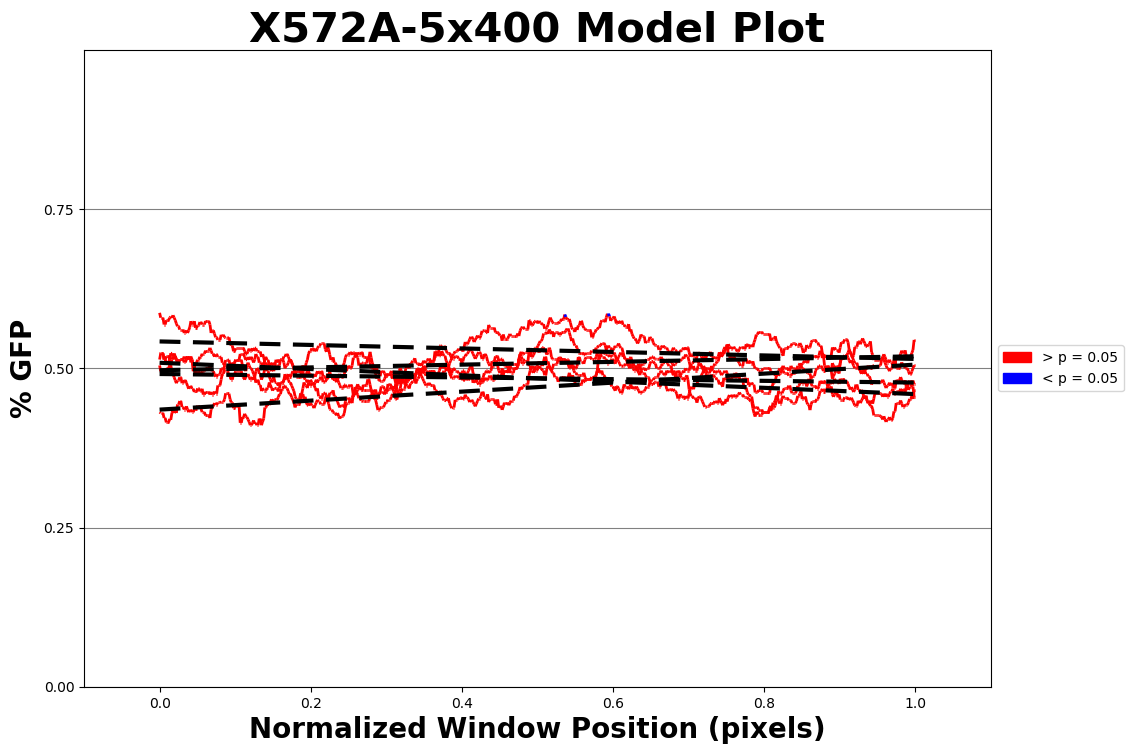 X572A-5x400 Model Plot
% GFP
0.75
0.50
0.25
0.00
0.0 0.2 0.4 0.6 0.8 1.0
Normalized Window Position (pixels)
> p = 0.05
< p = 0.05